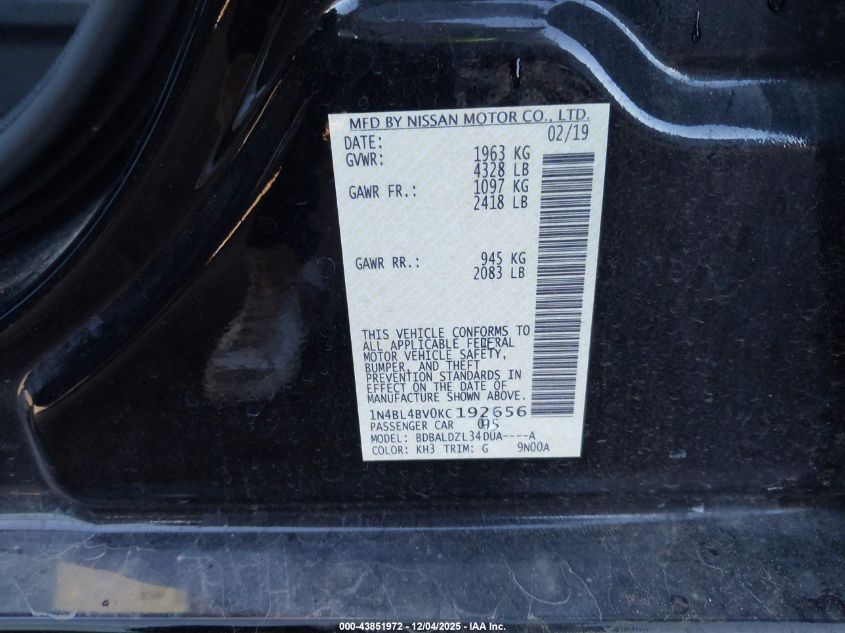 MFD BY NISSAN MOTOR CO., LTD.
DATE: 02/19
GVWR: 1963 KG
4328 LB
GAWR FR.: 1097 KG
2418 LB
GAWR RR.: 945 KG
2083 LB
THIS VEHICLE CONFORMS TO
ALL APPLICABLE FEDERAL
MOTOR VEHICLE SAFETY,
BUMPER, AND THEFT
PREVENTION STANDARDS IN
EFFECT ON THE DATE OF
MANUFACTURE SHOWN ABOVE.
1N4BL4BV0KC192656
PASSENGER CAR
MODEL: BDBALDZL34DUA----A
COLOR: KH3 TRIM: G 9N00A
000-43851972 - 12/04/2025 - IAA Inc.